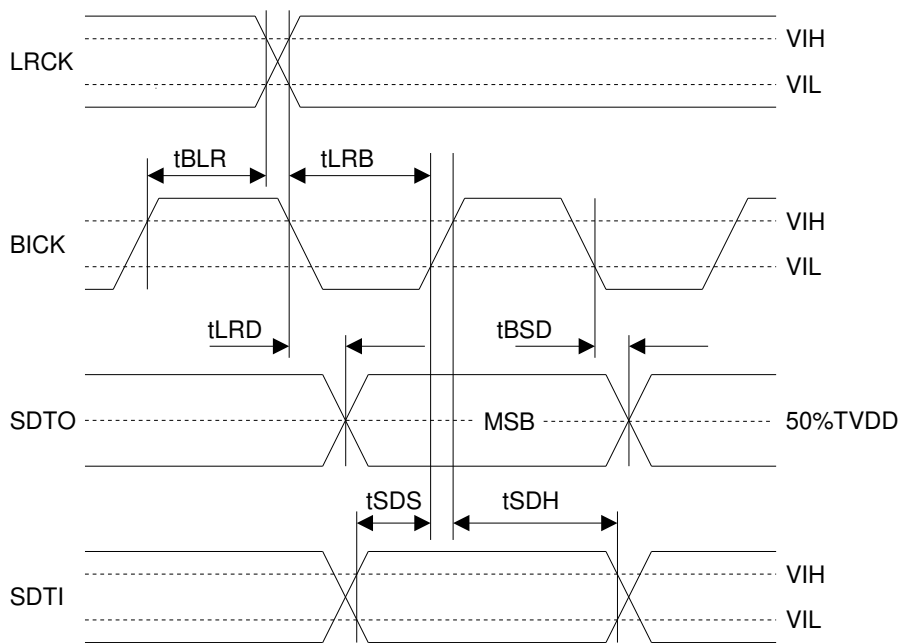 LRCK
VIH
VIL
tBLR
tLRB
BICK
VIH
VIL
tLRD
tBSD
SDTO
MSB
50%TVDD
tSDS
tSDH
SDTI
VIH
VIL